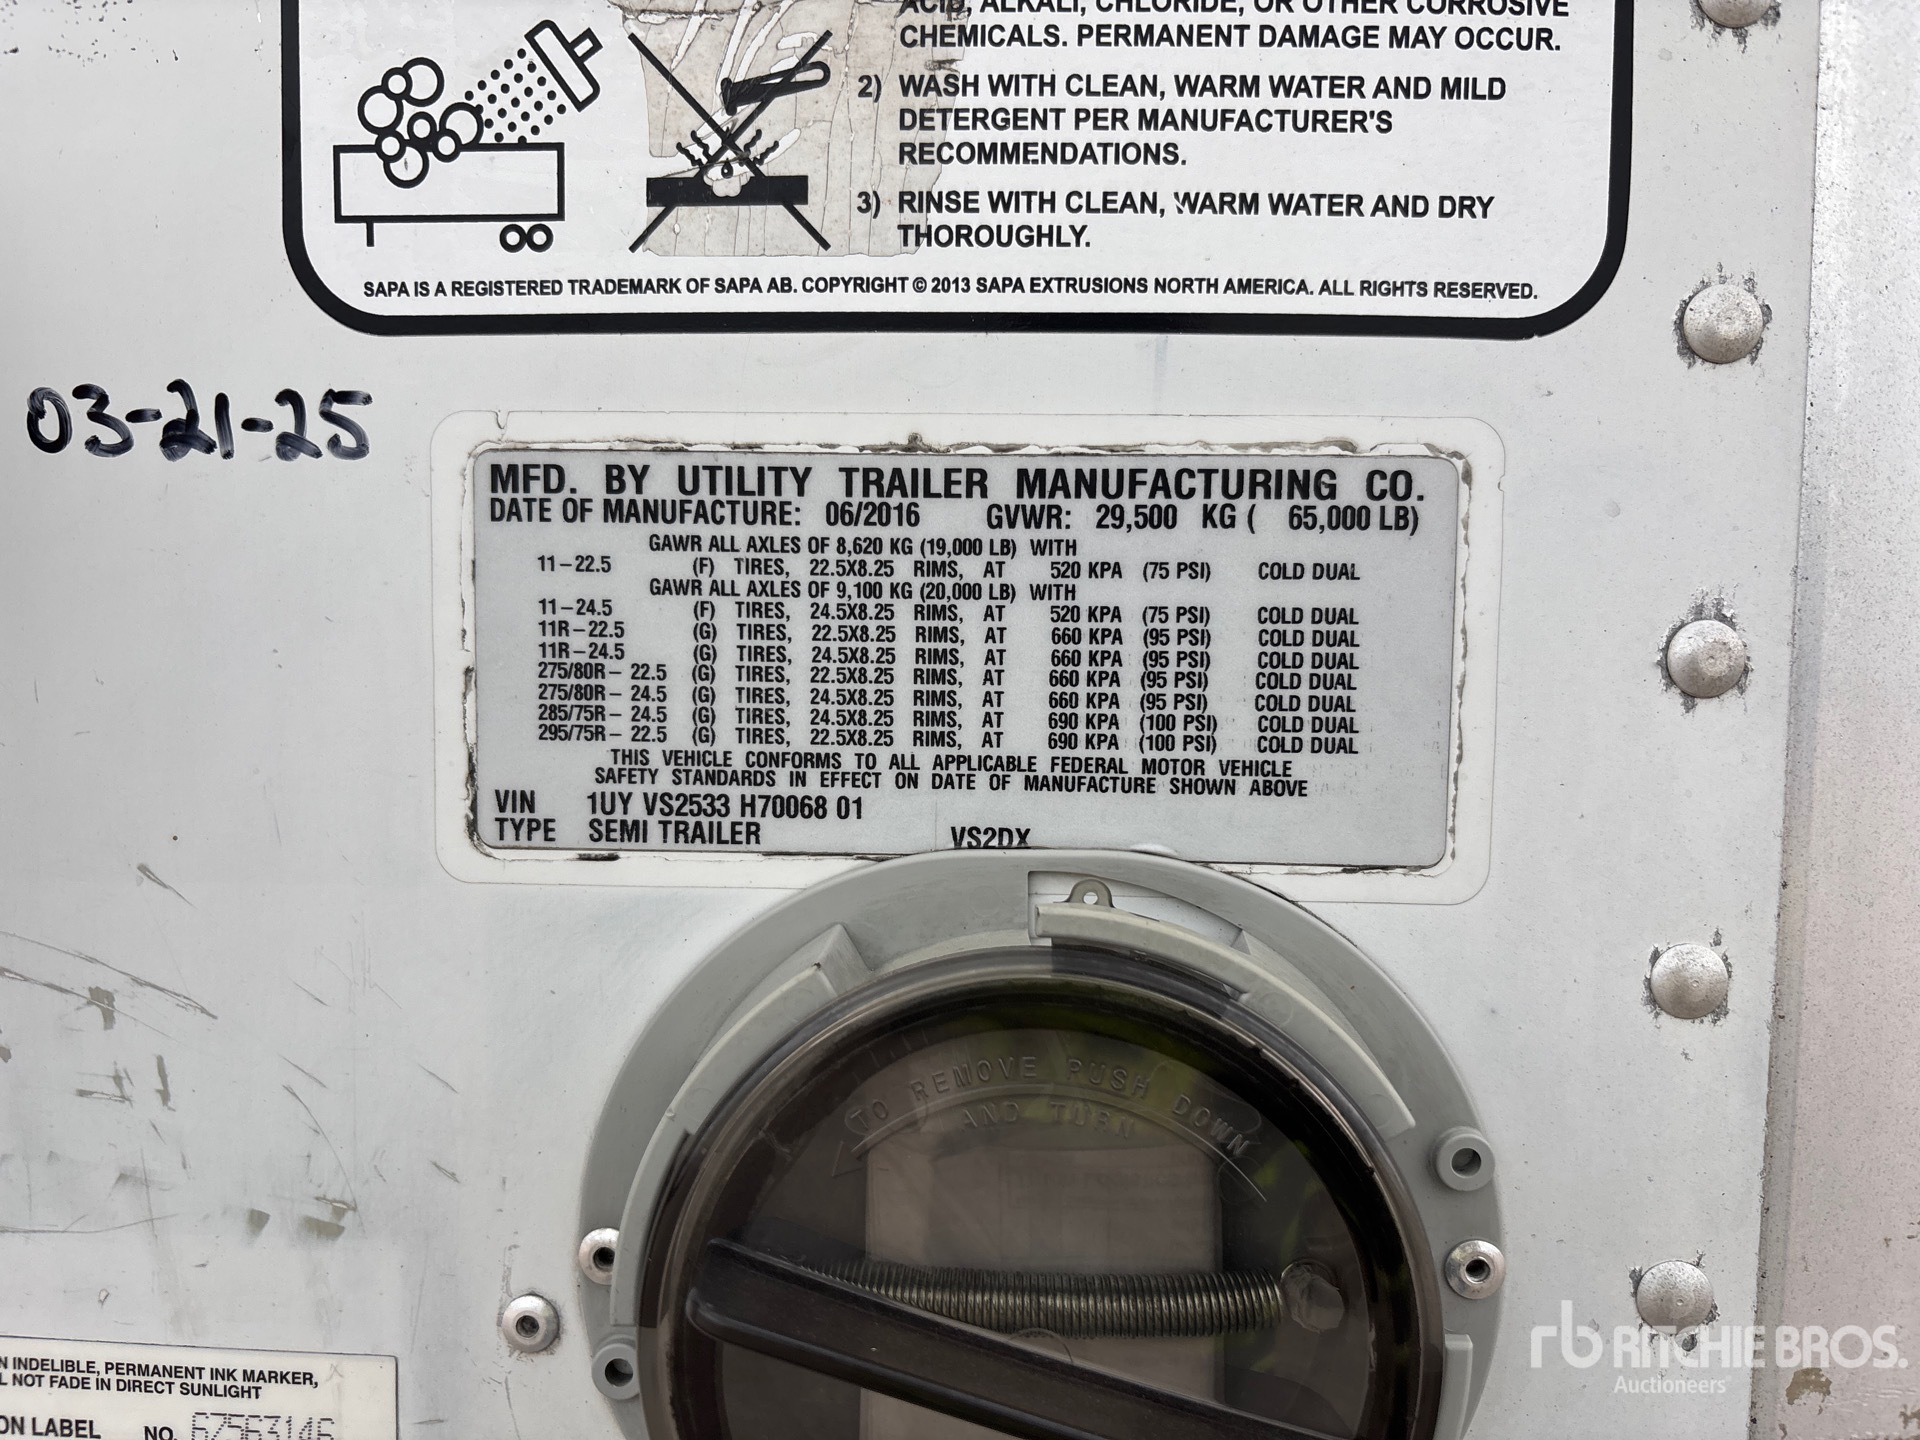 ACID, ALKALI, CHLORIDE, OR OTHER CORROSIVE
CHEMICALS. PERMANENT DAMAGE MAY OCCUR.
2) WASH WITH CLEAN, WARM WATER AND MILD
DETERGENT PER MANUFACTURER'S
RECOMMENDATIONS.
3) RINSE WITH CLEAN, WARM WATER AND DRY
THOROUGHLY.
SAPA IS A REGISTERED TRADEMARK OF SAPA AB. COPYRIGHT © 2013 SAPA EXTRUSIONS NORTH AMERICA. ALL RIGHTS RESERVED.
03-21-25
MFD. BY UTILITY TRAILER MANUFACTURING CO.
DATE OF MANUFACTURE: 06/2016 GVWR: 29,500 KG ( 65,000 LB)
GAWR ALL AXLES OF 8,620 KG (19,000 LB) WITH
11-22.5 (F) TIRES, 22.5X8.25 RIMS, AT 520 KPA (75 PSI) COLD DUAL
GAWR ALL AXLES OF 9,100 KG (20,000 LB) WITH
11-24.5 (F) TIRES, 24.5X8.25 RIMS, AT 520 KPA (75 PSI) COLD DUAL
11R-22.5 (G) TIRES, 22.5X8.25 RIMS, AT 660 KPA (95 PSI) COLD DUAL
11R-24.5 (G) TIRES, 24.5X8.25 RIMS, AT 660 KPA (95 PSI) COLD DUAL
275/80R- 22.5 (G) TIRES, 22.5X8.25 RIMS, AT 660 KPA (95 PSI) COLD DUAL
275/80R- 24.5 (G) TIRES, 24.5X8.25 RIMS, AT 660 KPA (95 PSI) COLD DUAL
285/75R- 24.5 (G) TIRES, 24.5X8.25 RIMS, AT 690 KPA (100 PSI) COLD DUAL
295/75R- 22.5 (G) TIRES, 22.5X8.25 RIMS, AT 690 KPA (100 PSI) COLD DUAL
THIS VEHICLE CONFORMS TO ALL APPLICABLE FEDERAL MOTOR VEHICLE
SAFETY STANDARDS IN EFFECT ON DATE OF MANUFACTURE SHOWN ABOVE
VIN 1UY VS2533 H70068 01
TYPE SEMI TRAILER VS2DX
TO REMOVE PUSH DOWN
AND TURN
N INDELIBLE, PERMANENT INK MARKER,
L NOT FADE IN DIRECT SUNLIGHT
ON LABEL NO. 67563146
rb RITCHIE BROS.
Auctioneers